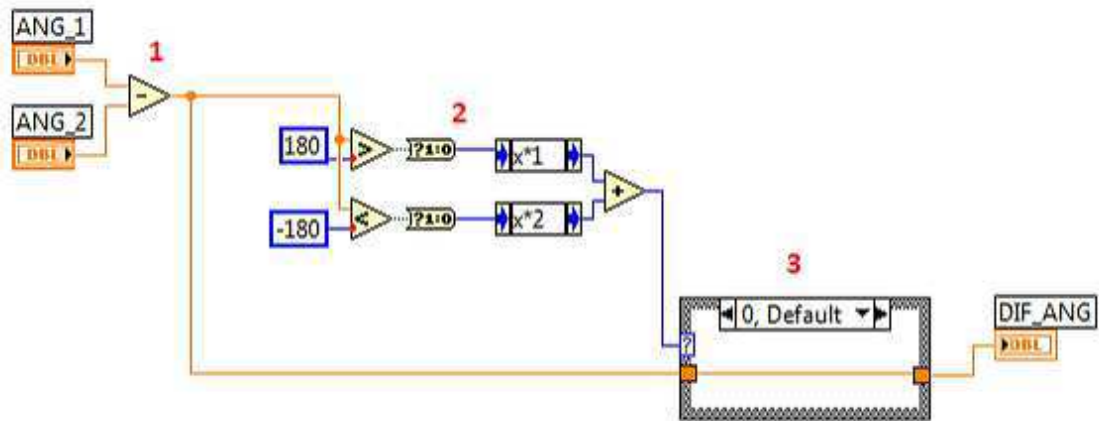 ANG_1
DBL
1
ANG_2
DBL
-
2
180
>
?1:0
x*1
+
-180
<
?1:0
x*2
3
0, Default
?
DIF_ANG
DBL